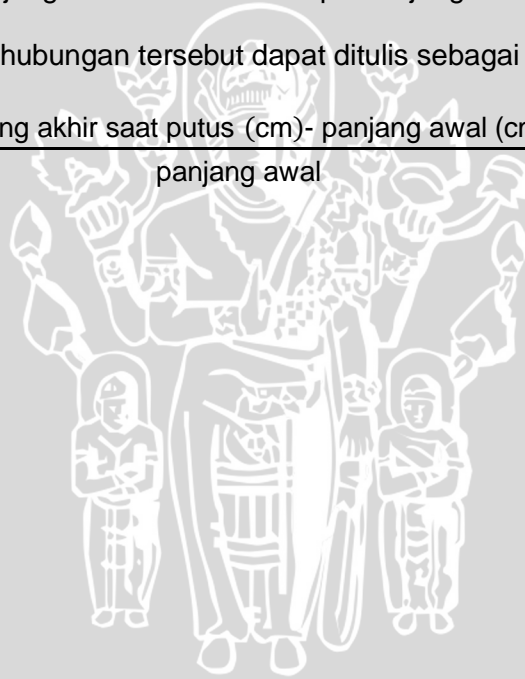 hubungan tersebut dapat ditulis sebagai
ng akhir saat putus (cm)- panjang awal (cm
panjang awal